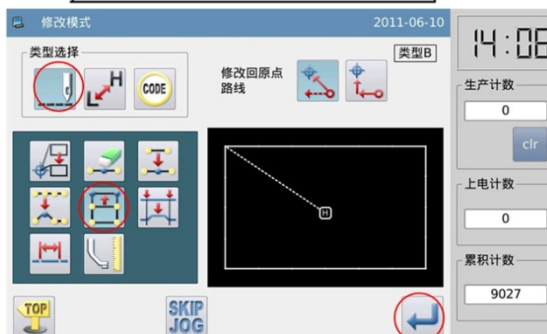 修改模式
2011-06-10
类型选择
L H
CODE
修改回原点
路线
类型B
14:06
生产计数
0
clr
上电计数
0
累积计数
9027
H
TOP
SKIP
JOG